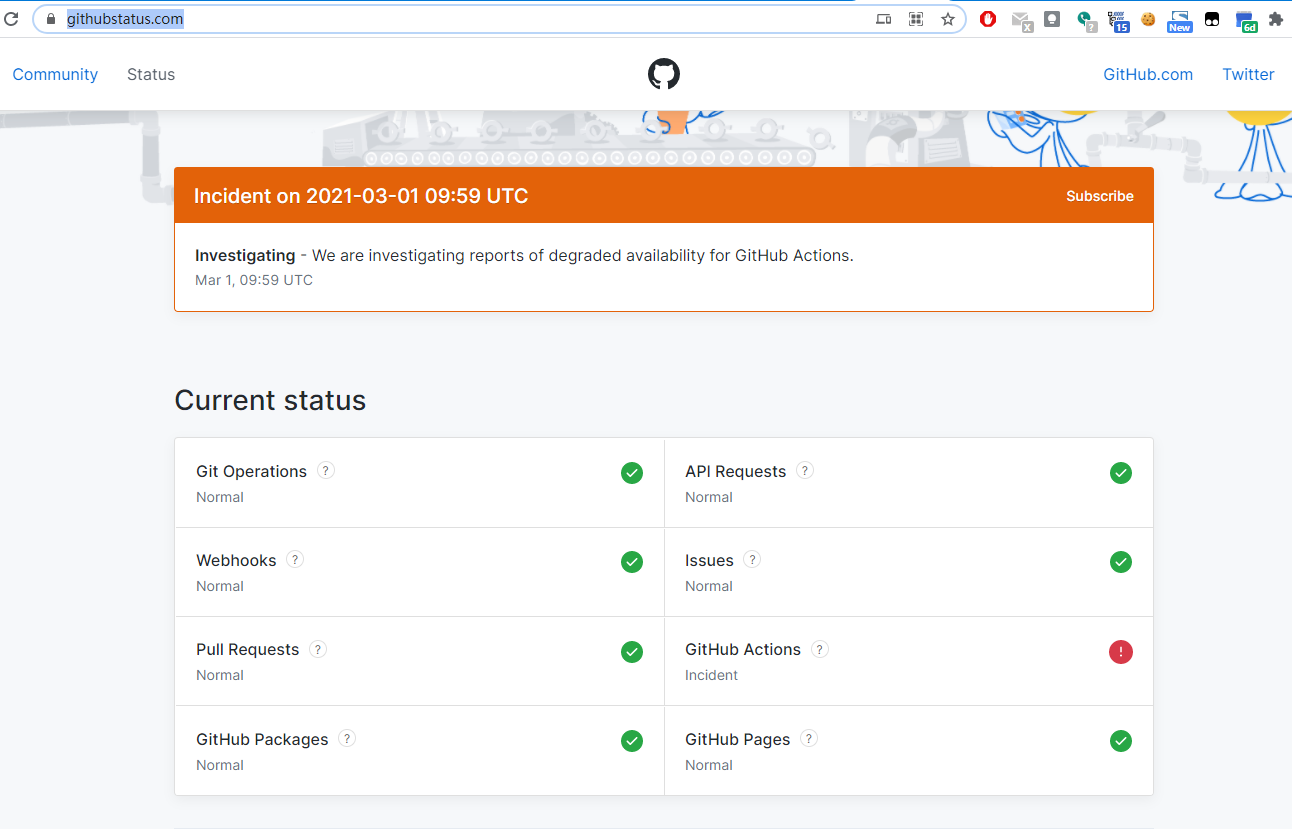 githubstatus.com
X
?
15
New
6d
Community Status GitHub.com Twitter
Incident on 2021-03-01 09:59 UTC Subscribe
Investigating - We are investigating reports of degraded availability for GitHub Actions.
Mar 1, 09:59 UTC
Current status
Git Operations ?
Normal
API Requests ?
Normal
Webhooks ?
Normal
Issues ?
Normal
Pull Requests ?
Normal
GitHub Actions ?
Incident
!
GitHub Packages ?
Normal
GitHub Pages ?
Normal